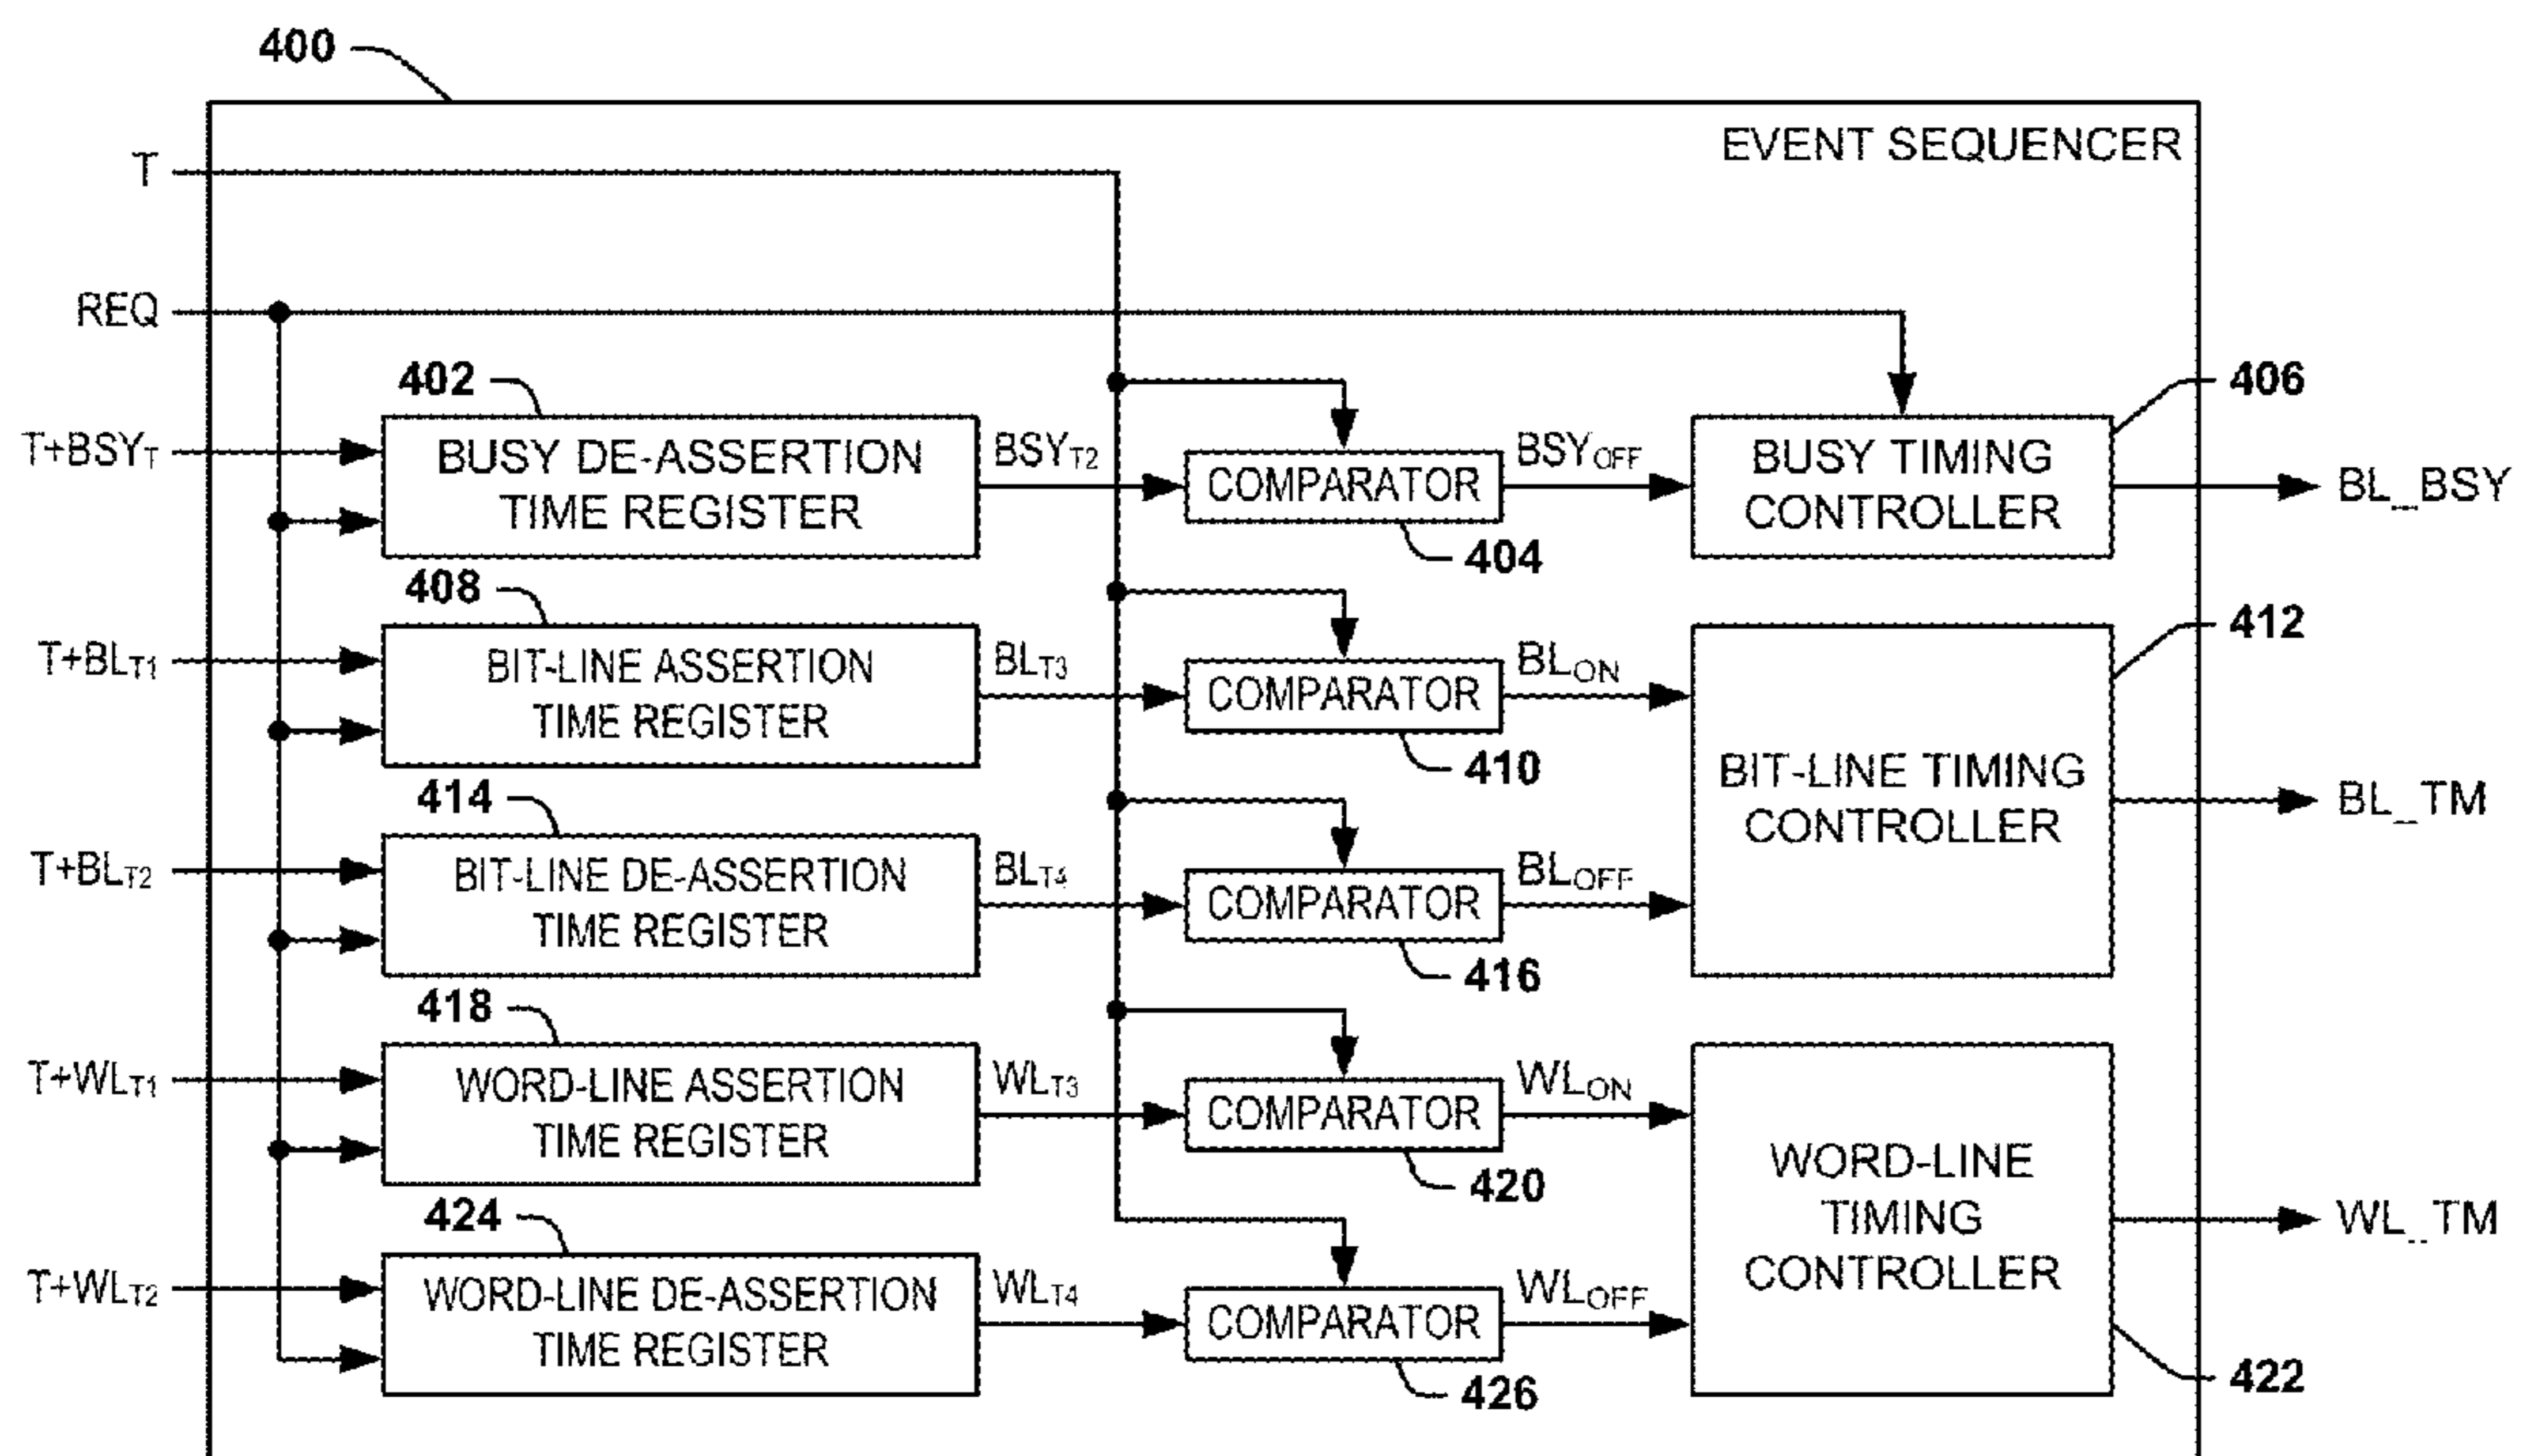 400
EVENT SEQUENCER
T
REQ
402
406
T+BSYT
BUSY DE-ASSERTION
TIME REGISTER
BSYT2
COMPARATOR
BSYOFF
BUSY TIMING
CONTROLLER
BL_BSY
404
408
412
T+BLT1
BIT-LINE ASSERTION
TIME REGISTER
BLT3
COMPARATOR
BLON
410
BIT-LINE TIMING
CONTROLLER
BL_TM
414
T+BLT2
BIT-LINE DE-ASSERTION
TIME REGISTER
BLT4
COMPARATOR
BLOFF
416
418
T+WLT1
WORD-LINE ASSERTION
TIME REGISTER
WLT3
COMPARATOR
WLON
420
WORD-LINE
TIMING
CONTROLLER
WL_TM
424
T+WLT2
WORD-LINE DE-ASSERTION
TIME REGISTER
WLT4
COMPARATOR
WLOFF
426
422